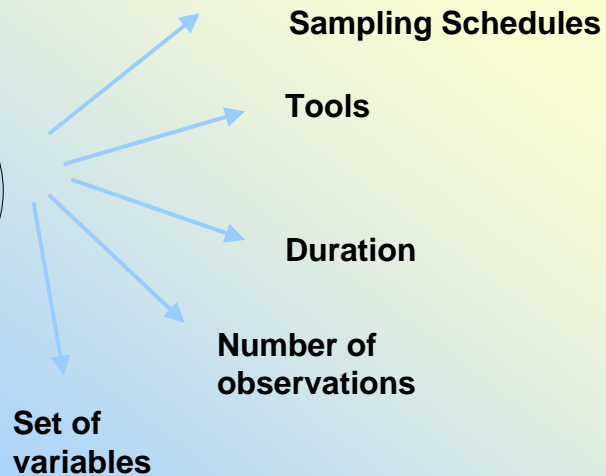 Sampling Schedules
Tools
Duration
Number of
observations
Set of
variables